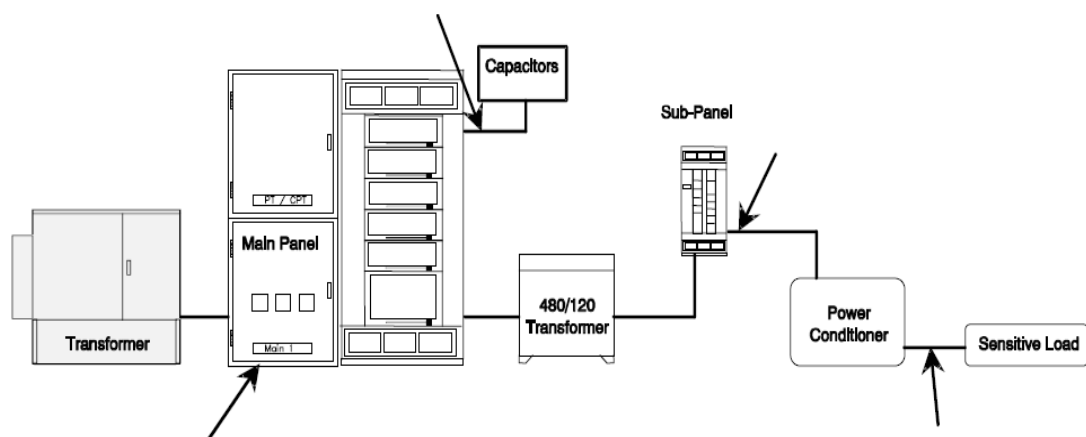 Capacitors
Sub-Panel
PT / CPT
Main Panel
480/120
Transformer
Power
Conditioner
Transformer
Main 1
Sensitive Load